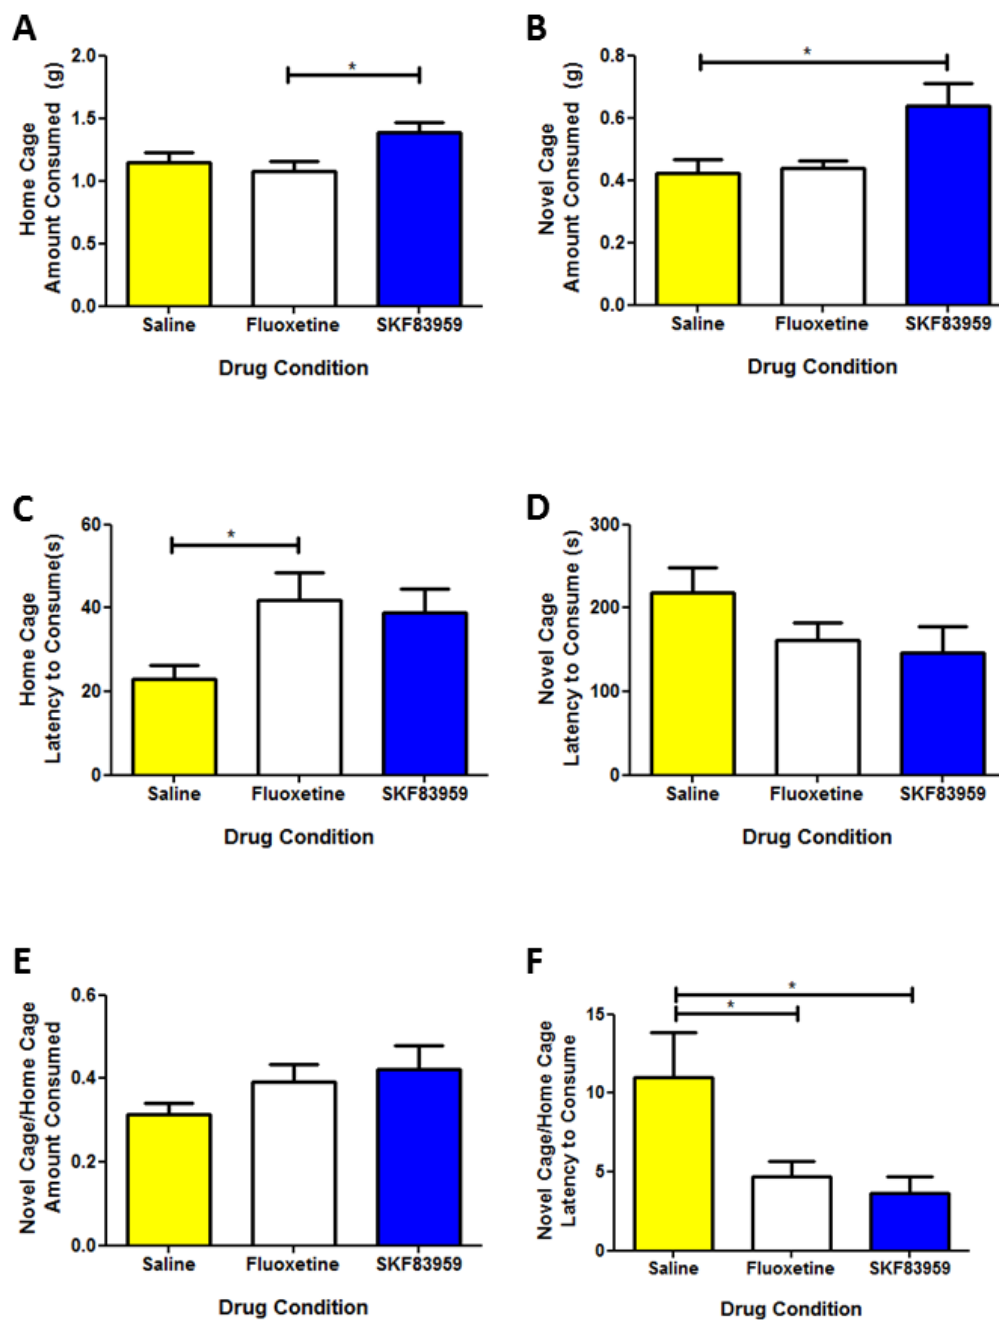 A
Home Cage
Amount Consumed (g)
2.0
1.5
1.0
0.5
0.0
*
Saline Fluoxetine SKF83959
Drug Condition
B
Novel Cage
Amount Consumed (g)
0.8
0.6
0.4
0.2
0.0
*
Saline Fluoxetine SKF83959
Drug Condition
C
Home Cage
Latency to Consume(s)
60
40
20
0
*
Saline Fluoxetine SKF83959
Drug Condition
D
Novel Cage
Latency to Consume (s)
300
200
100
0
Saline Fluoxetine SKF83959
Drug Condition
E
Novel Cage/Home Cage
Amount Consumed
0.6
0.4
0.2
0.0
Saline Fluoxetine SKF83959
Drug Condition
F
Novel Cage/Home Cage
Latency to Consume
15
10
5
0
*
*
Saline Fluoxetine SKF83959
Drug Condition